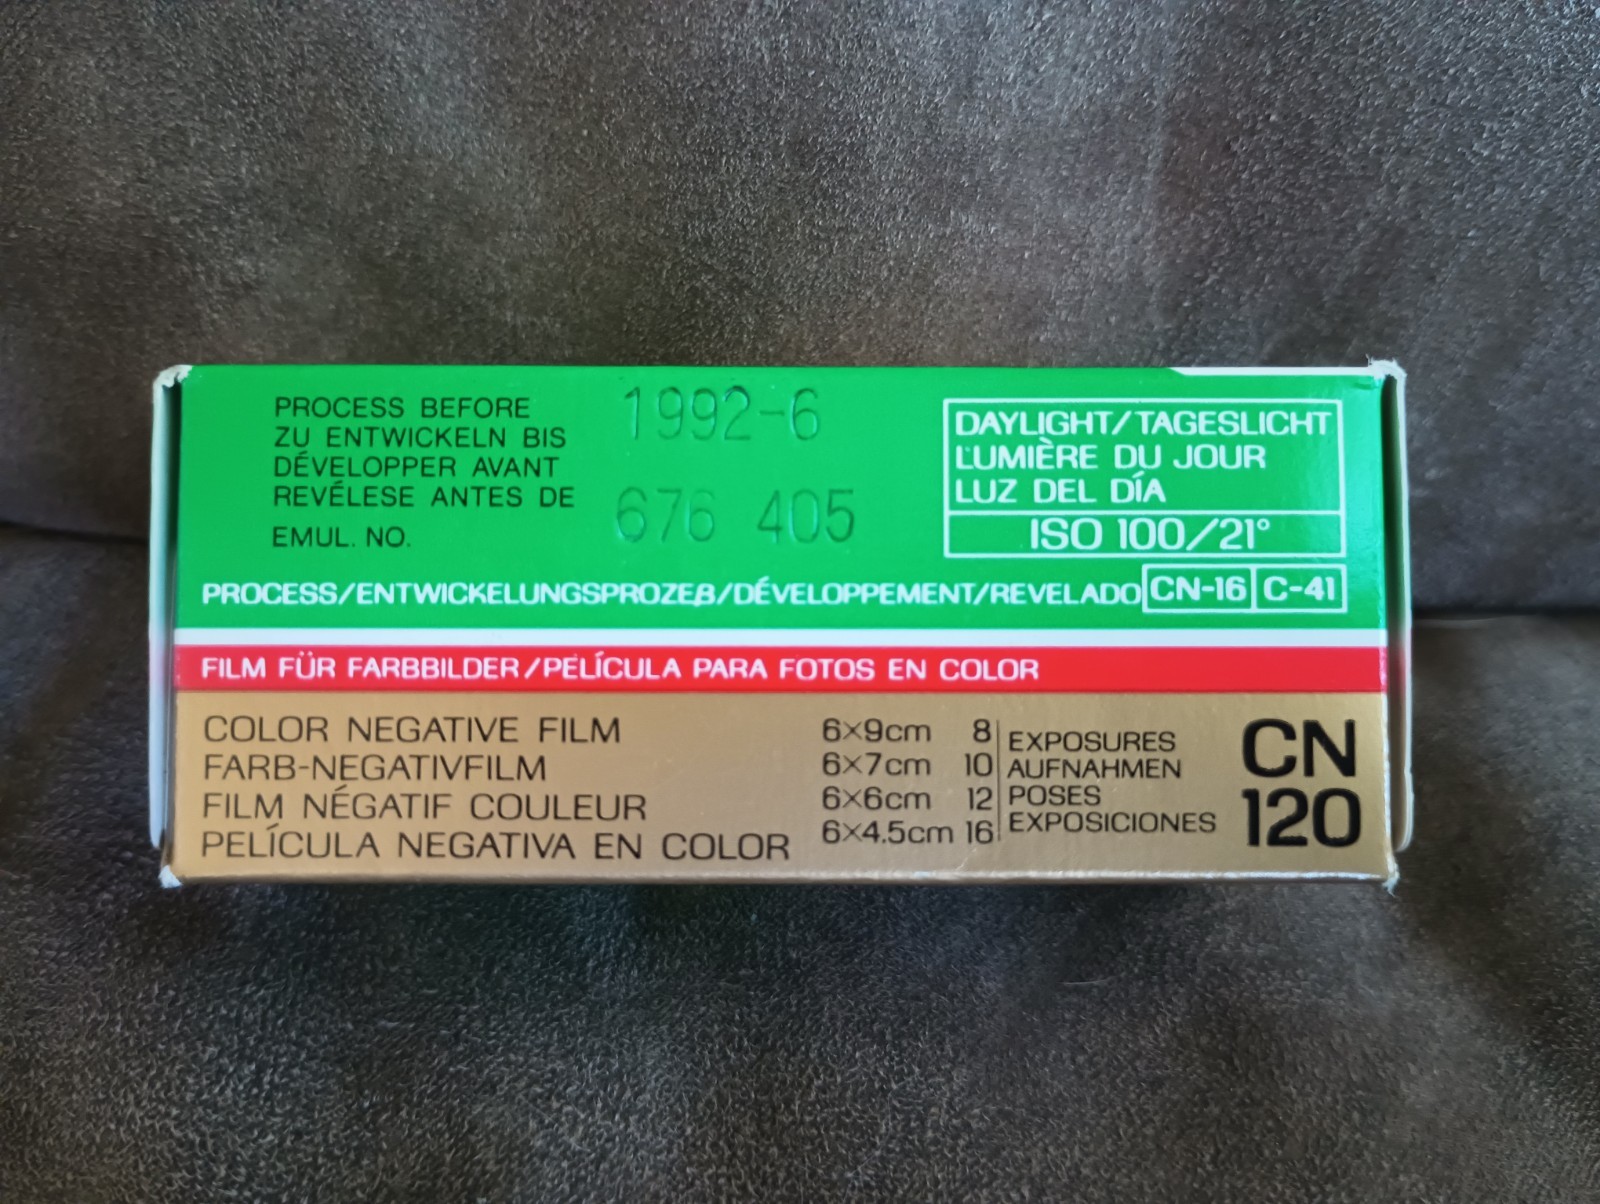 PROCESS BEFORE 1992-6
ZU ENTWICKELN BIS
DÉVELOPPER AVANT
REVÉLESE ANTES DE
EMUL. NO. 676 405
DAYLIGHT/TAGESLICHT
LUMIÈRE DU JOUR
LUZ DEL DÍA
ISO 100/21°
PROCESS/ENTWICKELUNGSPROZEß/DÉVELOPPEMENT/REVELADO CN-16 C-41
FILM FÜR FARBBILDER/PELÍCULA PARA FOTOS EN COLOR
COLOR NEGATIVE FILM
FARB-NEGATIVFILM
FILM NÉGATIF COULEUR
PELÍCULA NEGATIVA EN COLOR
6×9cm 8
6×7cm 10
6×6cm 12
6×4.5cm 16
EXPOSURES
AUFNAHMEN
POSES
EXPOSICIONES
CN
120